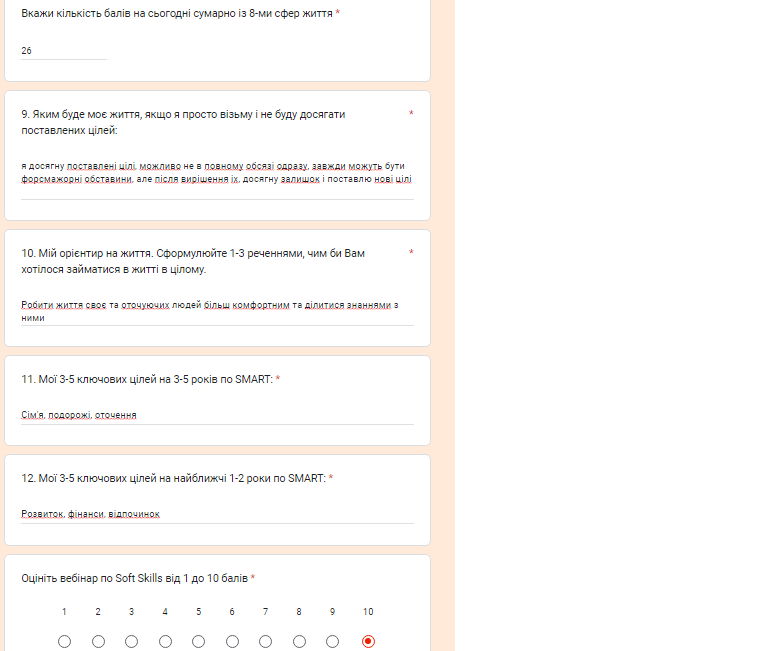 Вкажи кількість балів на сьогодні сумарно із 8-ми сфер життя *
26
9. Яким буде моє життя, якщо я просто візьму і не буду досягати *
поставлених цілей:
я досягну поставлені цілі, можливо не в повному обсязі одразу, завжди можуть бути
форсмажорні обставини, але після вирішення їх, досягну залишок і поставлю нові цілі
10. Мій орієнтир на життя. Сформулюйте 1-3 реченнями, чим би Вам *
хотілося займатися в житті в цілому.
Робити життя своє та оточуючих людей більш комфортним та ділитися знаннями з
ними
11. Мої 3-5 ключових цілей на 3-5 років по SMART: *
Сім'я, подорожі, оточення
12. Мої 3-5 ключових цілей на найближчі 1-2 роки по SMART: *
Розвиток, фінанси, відпочинок
Оцініть вебінар по Soft Skills від 1 до 10 балів *
1 2 3 4 5 6 7 8 9 10